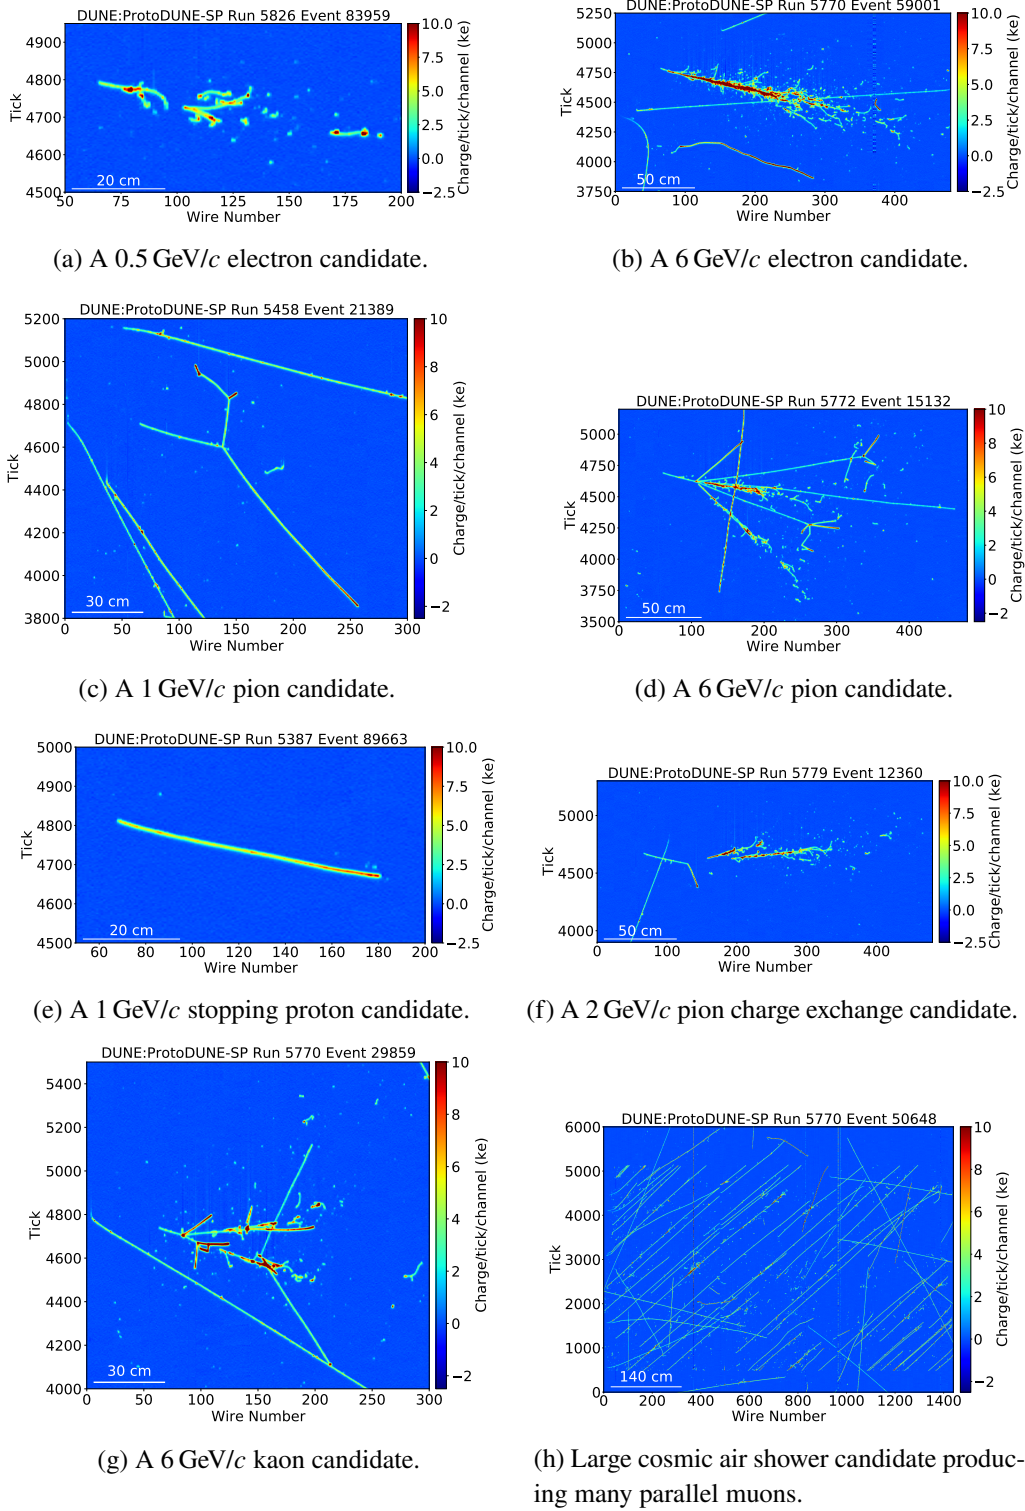 DUNE:ProtoDUNE-SP Run 5826 Event 83959
4900
4800
4700
4600
4500
Tick
20 cm
50 75 100 125 150 175 200
Wire Number
10.0
7.5
5.0
2.5
0.0
−2.5
Charge/tick/channel (ke)
(a) A 0.5 GeV/c electron candidate.
DUNE:ProtoDUNE-SP Run 5770 Event 59001
5250
5000
4750
4500
4250
4000
3750
Tick
50 cm
0 100 200 300 400
Wire Number
10.0
7.5
5.0
2.5
0.0
−2.5
Charge/tick/channel (ke)
(b) A 6 GeV/c electron candidate.
DUNE:ProtoDUNE-SP Run 5458 Event 21389
5200
5000
4800
4600
4400
4200
4000
3800
Tick
30 cm
0 50 100 150 200 250 300
Wire Number
10
8
6
4
2
0
−2
Charge/tick/channel (ke)
(c) A 1 GeV/c pion candidate.
DUNE:ProtoDUNE-SP Run 5772 Event 15132
5000
4750
4500
4250
4000
3750
3500
Tick
50 cm
0 100 200 300 400
Wire Number
10
8
6
4
2
0
−2
Charge/tick/channel (ke)
(d) A 6 GeV/c pion candidate.
DUNE:ProtoDUNE-SP Run 5387 Event 89663
5000
4900
4800
4700
4600
4500
Tick
20 cm
60 80 100 120 140 160 180 200
Wire Number
10.0
7.5
5.0
2.5
0.0
−2.5
Charge/tick/channel (ke)
(e) A 1 GeV/c stopping proton candidate.
DUNE:ProtoDUNE-SP Run 5779 Event 12360
5000
4500
4000
Tick
50 cm
0 100 200 300 400
Wire Number
10.0
7.5
5.0
2.5
0.0
−2.5
Charge/tick/channel (ke)
(f) A 2 GeV/c pion charge exchange candidate.
DUNE:ProtoDUNE-SP Run 5770 Event 29859
5400
5200
5000
4800
4600
4400
4200
4000
Tick
30 cm
0 50 100 150 200 250 300
Wire Number
10
8
6
4
2
0
−2
Charge/tick/channel (ke)
(g) A 6 GeV/c kaon candidate.
DUNE:ProtoDUNE-SP Run 5770 Event 50648
6000
5000
4000
3000
2000
1000
0
Tick
140 cm
0 200 400 600 800 1000 1200 1400
Wire Number
10
8
6
4
2
0
−2
Charge/tick/channel (ke)
(h) Large cosmic air shower candidate produc-
ing many parallel muons.